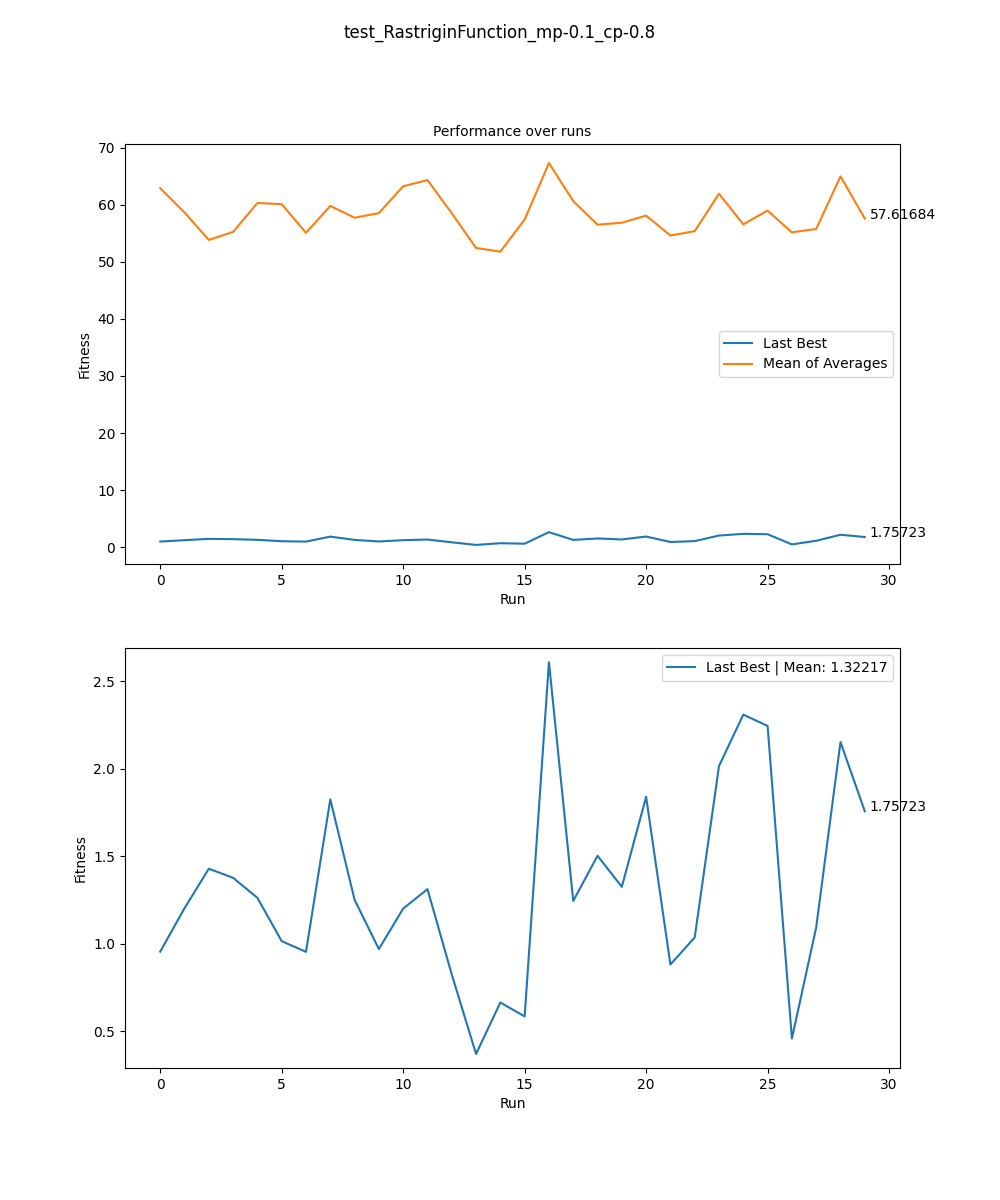 test_RastriginFunction_mp-0.1_cp-0.8
Performance over runs
70
60
50
40
30
20
10
0
Fitness
57.61684
Last Best
Mean of Averages
1.75723
0 5 10 15 20 25 30
Run
2.5
2.0
1.5
1.0
0.5
Fitness
Last Best | Mean: 1.32217
1.75723
0 5 10 15 20 25 30
Run